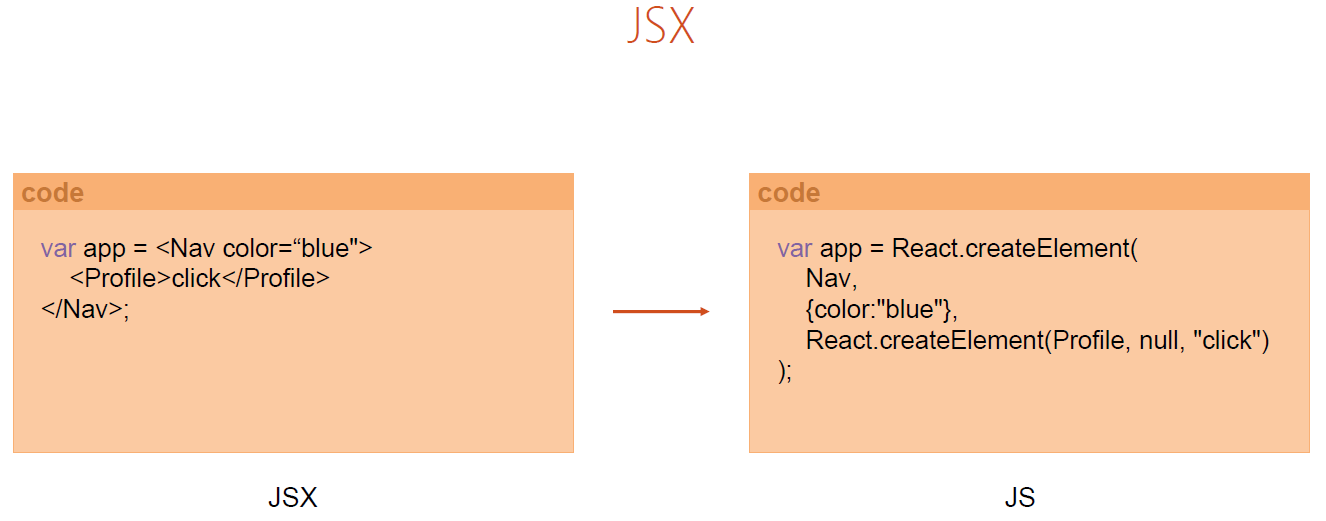 JSX
code
var app = <Nav color=“blue">
<Profile>click</Profile>
</Nav>;
JSX
code
var app = React.createElement(
Nav,
{color:"blue"},
React.createElement(Profile, null, "click")
);
JS